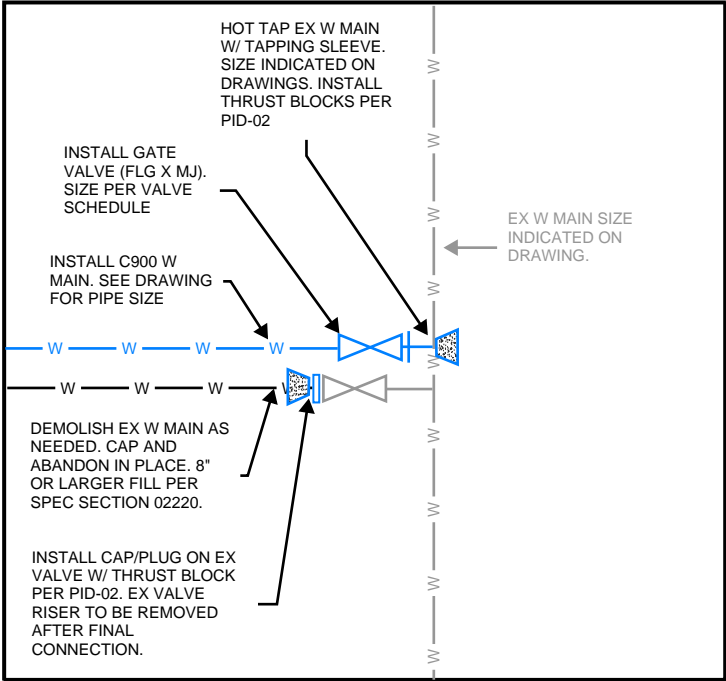 HOT TAP EX W MAIN
W/ TAPPING SLEEVE.
SIZE INDICATED ON
DRAWINGS. INSTALL
THRUST BLOCKS PER
PID-02
INSTALL GATE
VALVE (FLG X MJ).
SIZE PER VALVE
SCHEDULE
EX W MAIN SIZE
INDICATED ON
DRAWING.
INSTALL C900 W
MAIN. SEE DRAWING
FOR PIPE SIZE
W W W W
W W W W
DEMOLISH EX W MAIN AS
NEEDED. CAP AND
ABANDON IN PLACE. 8"
OR LARGER FILL PER
SPEC SECTION 02220.
INSTALL CAP/PLUG ON EX
VALVE W/ THRUST BLOCK
PER PID-02. EX VALVE
RISER TO BE REMOVED
AFTER FINAL
CONNECTION.
W
W
W
W
W
W
W
W
W